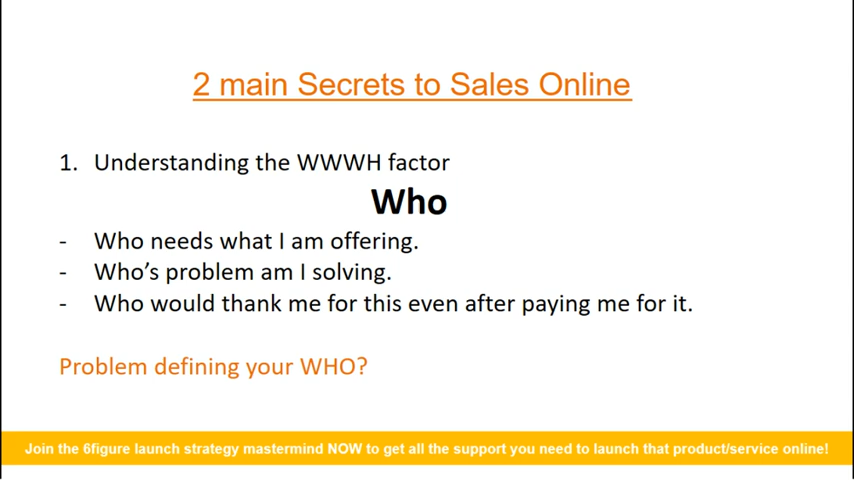 2 main Secrets to Sales Online
1. Understanding the WWWH factor
Who
- Who needs what I am offering.
- Who's problem am I solving.
- Who would thank me for this even after paying me for it.
Problem defining your WHO?
Join the 6figure launch strategy mastermind NOW to get all the support you need to launch that product/service online!